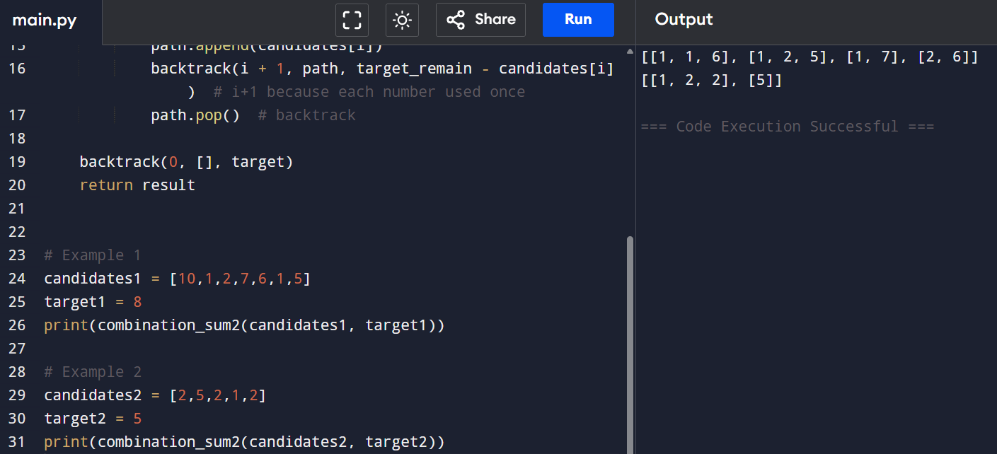 main.py
Share
Run
Output
15 path.append(candidates[i])
16 backtrack(i + 1, path, target_remain - candidates[i]
) # i+1 because each number used once
17 path.pop() # backtrack
18
19 backtrack(0, [], target)
20 return result
21
22
23 # Example 1
24 candidates1 = [10,1,2,7,6,1,5]
25 target1 = 8
26 print(combination_sum2(candidates1, target1))
27
28 # Example 2
29 candidates2 = [2,5,2,1,2]
30 target2 = 5
31 print(combination_sum2(candidates2, target2))
[[1, 1, 6], [1, 2, 5], [1, 7], [2, 6]]
[[1, 2, 2], [5]]
=== Code Execution Successful ===